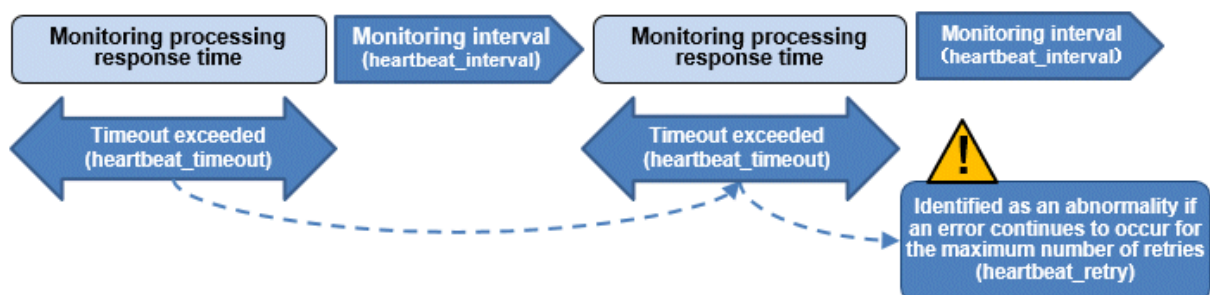 Monitoring processing
response time
Monitoring interval
(heartbeat_interval)
Monitoring processing
response time
Monitoring interval
(heartbeat_interval)
Timeout exceeded
(heartbeat_timeout)
Timeout exceeded
(heartbeat_timeout)
!
Identified as an abnormality if
an error continues to occur for
the maximum number of retries
(heartbeat_retry)